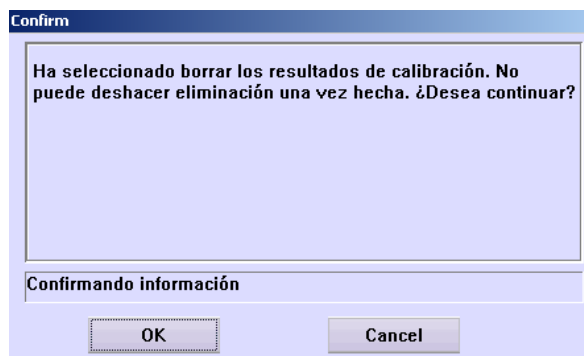 Confirm
Ha seleccionado borrar los resultados de calibración. No
puede deshacer eliminación una vez hecha. ¿Desea continuar?
Confirmando información
OK
Cancel